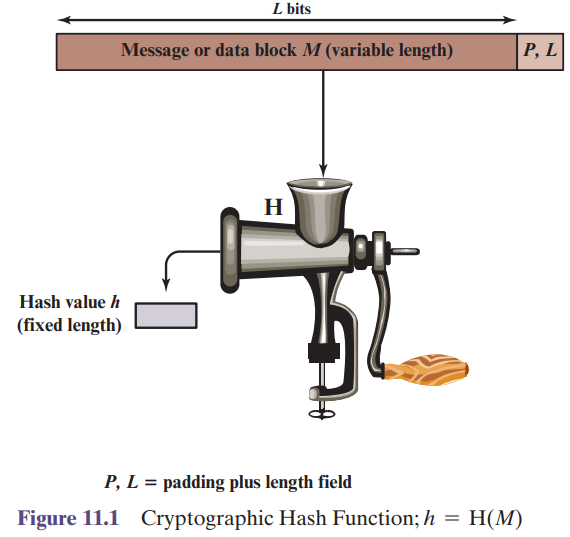 L bits
Message or data block M (variable length)
P, L
H
Hash value h
(fixed length)
P, L = padding plus length field
Figure 11.1 Cryptographic Hash Function; h = H(M)